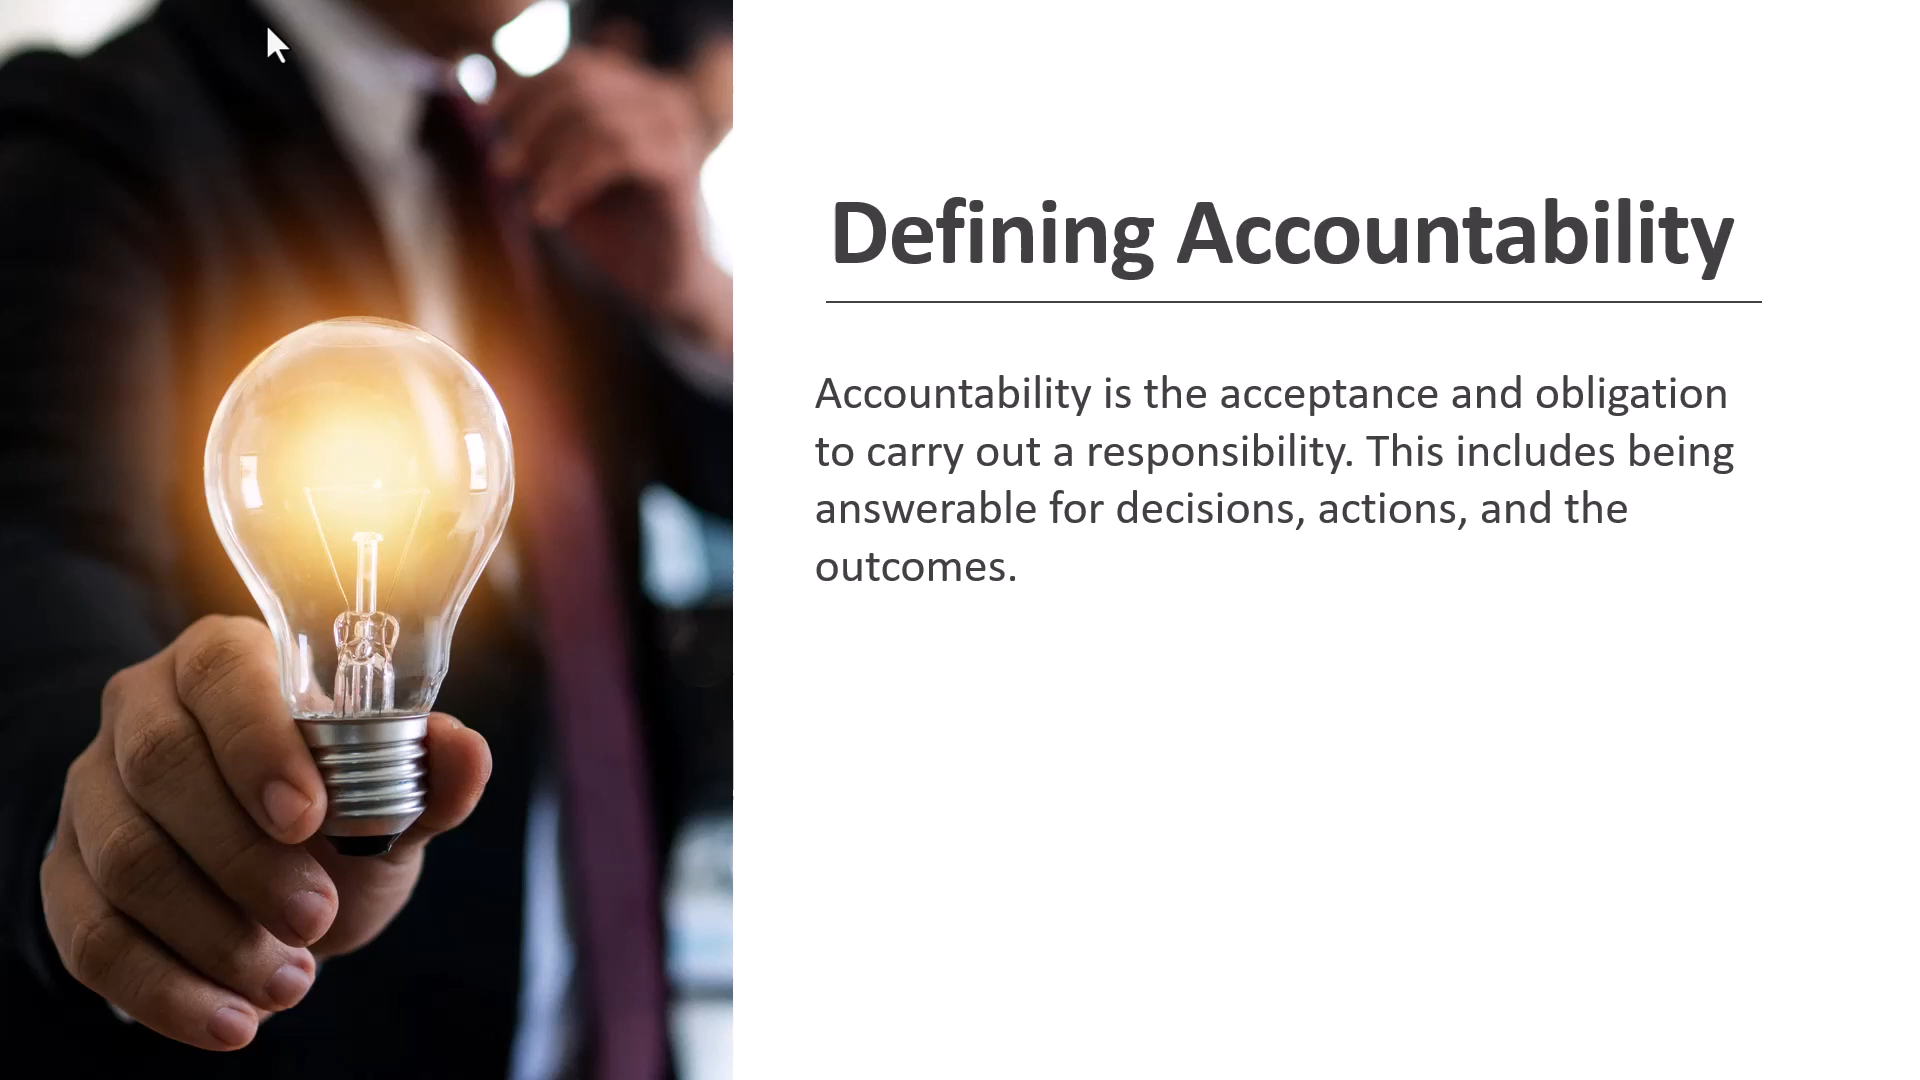 Defining Accountability
Accountability is the acceptance and obligation
to carry out a responsibility. This includes being
answerable for decisions, actions, and the
outcomes.